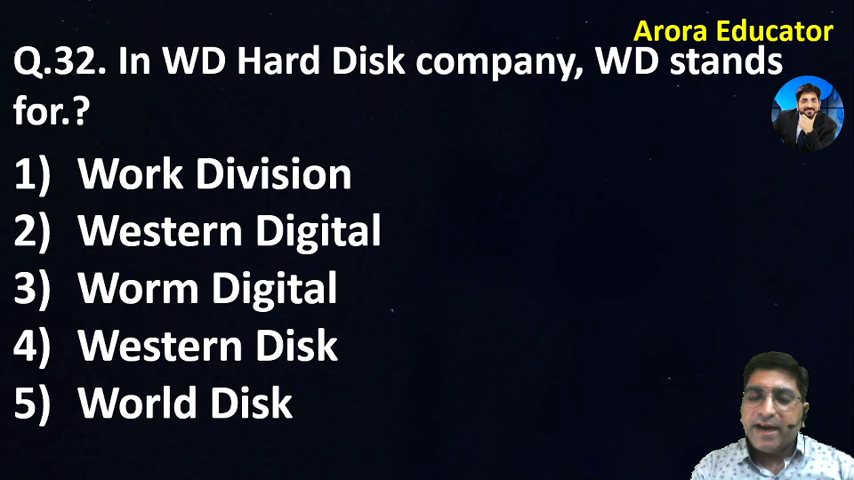 Arora Educator
Q.32. In WD Hard Disk company, WD stands
for.?
1) Work Division
2) Western Digital
3) Worm Digital
4) Western Disk
5) World Disk